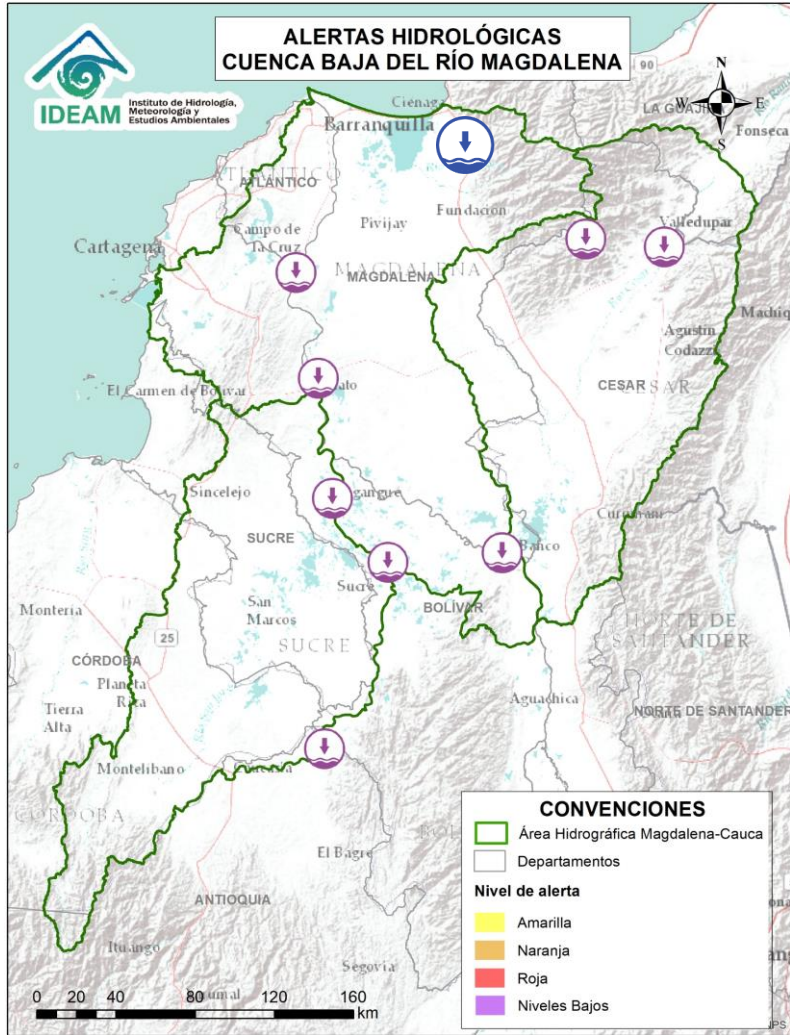 ALERTAS HIDROLÓGICAS
CUENCA BAJA DEL RÍO MAGDALENA
IDEAM
Instituto de Hidrología,
Meteorología y
Estudios Ambientales
N
W E
S
90
LA GUAJIRA
Fonseca
Ciénaga
Barranquilla
ATLÁNTICO
ATLÁNTICO
Pivijay
Fundación
Valledupar
Cartagena
Campo de
la Cruz
MAGDALENA
MAGDALENA
Agustín
Codazzi
El Carmen de Bolívar
CESAR
CESAR
Sincelejo
Curumaní
SUCRE
Banco
Sucre
BOLÍVAR
Montería
San
Marcos
SUCRE
NORTE DE
SANTANDER
25
CÓRDOBA
Planeta
Rica
Tierra
Alta
Aguachica
NORTE DE SANTANDER
Montelibano
CÓRDOBA
El Bagre
ANTIOQUIA
Ituango
Segovia
0 20 40 80 120 160
km
CONVENCIONES
Área Hidrográfica Magdalena-Cauca
Departamentos
Nivel de alerta
Amarilla
Naranja
Roja
Niveles Bajos